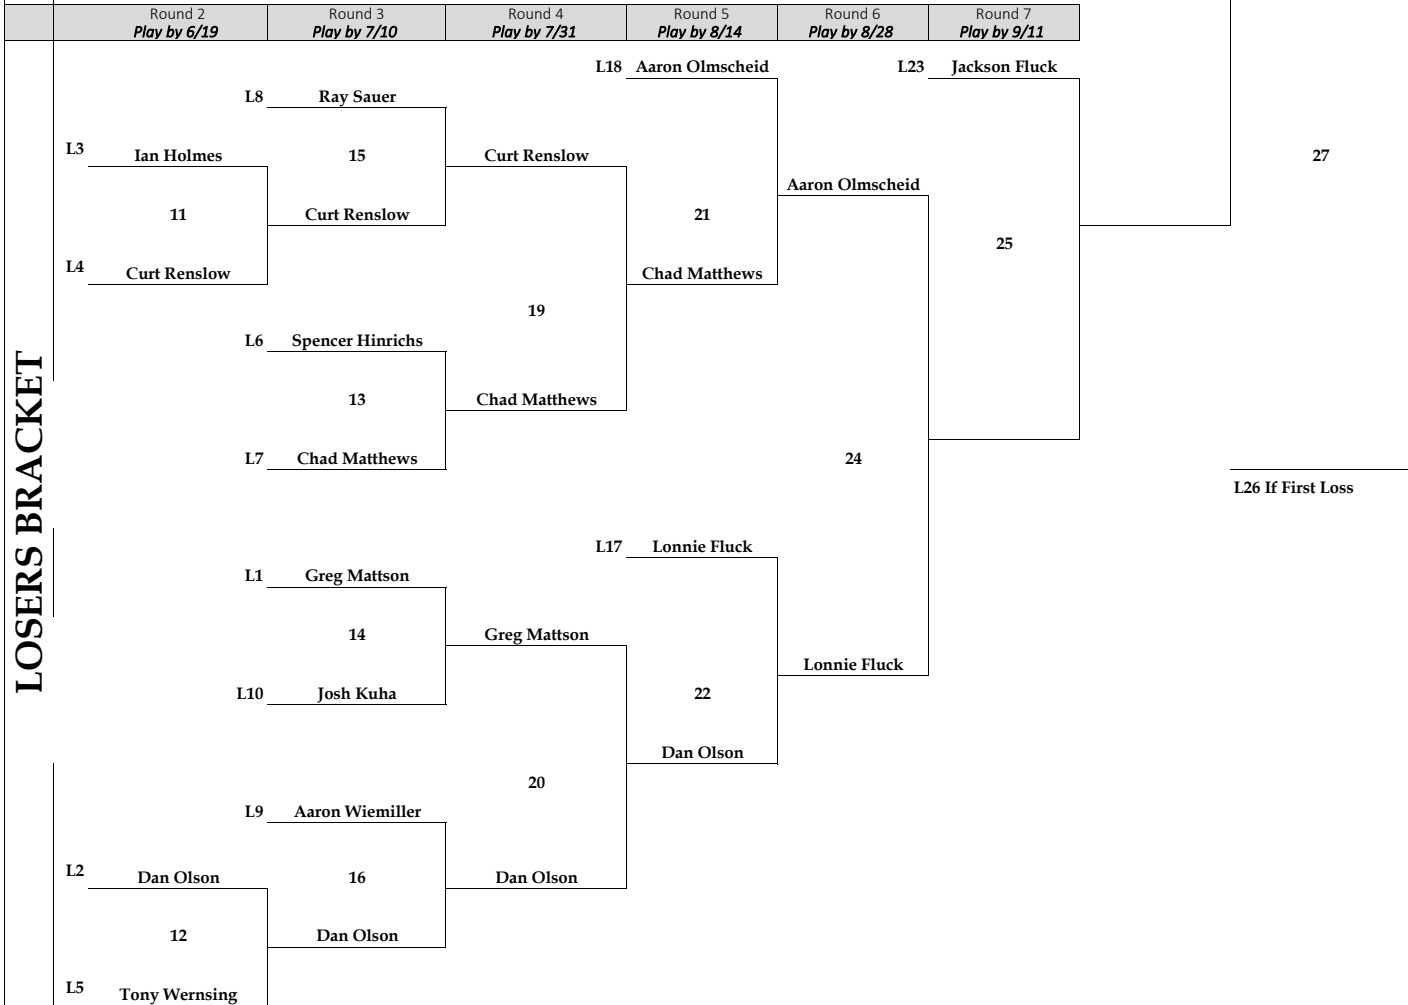 Round 2
Play by 6/19
Round 3
Play by 7/10
Round 4
Play by 7/31
Round 5
Play by 8/14
Round 6
Play by 8/28
Round 7
Play by 9/11
LOSERS BRACKET
L18 Aaron Olmscheid
L23 Jackson Fluck
L8 Ray Sauer
L3 Ian Holmes
15
Curt Renslow
27
Aaron Olmscheid
11
Curt Renslow
21
25
L4 Curt Renslow
Chad Matthews
19
L6 Spencer Hinrichs
13
Chad Matthews
L7 Chad Matthews
24
L26 If First Loss
L17 Lonnie Fluck
L1 Greg Mattson
14
Greg Mattson
Lonnie Fluck
L10 Josh Kuha
22
Dan Olson
20
L9 Aaron Wiemiller
L2 Dan Olson
16
Dan Olson
12
Dan Olson
L5 Tony Wernsing